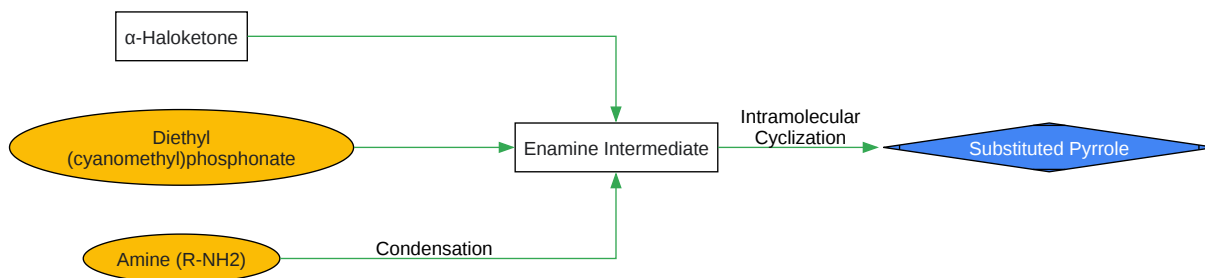 α-Haloketone
Diethyl
(cyanomethyl)phosphonate
Amine (R-NH2)
Condensation
Enamine Intermediate
Intramolecular
Cyclization
Substituted Pyrrole